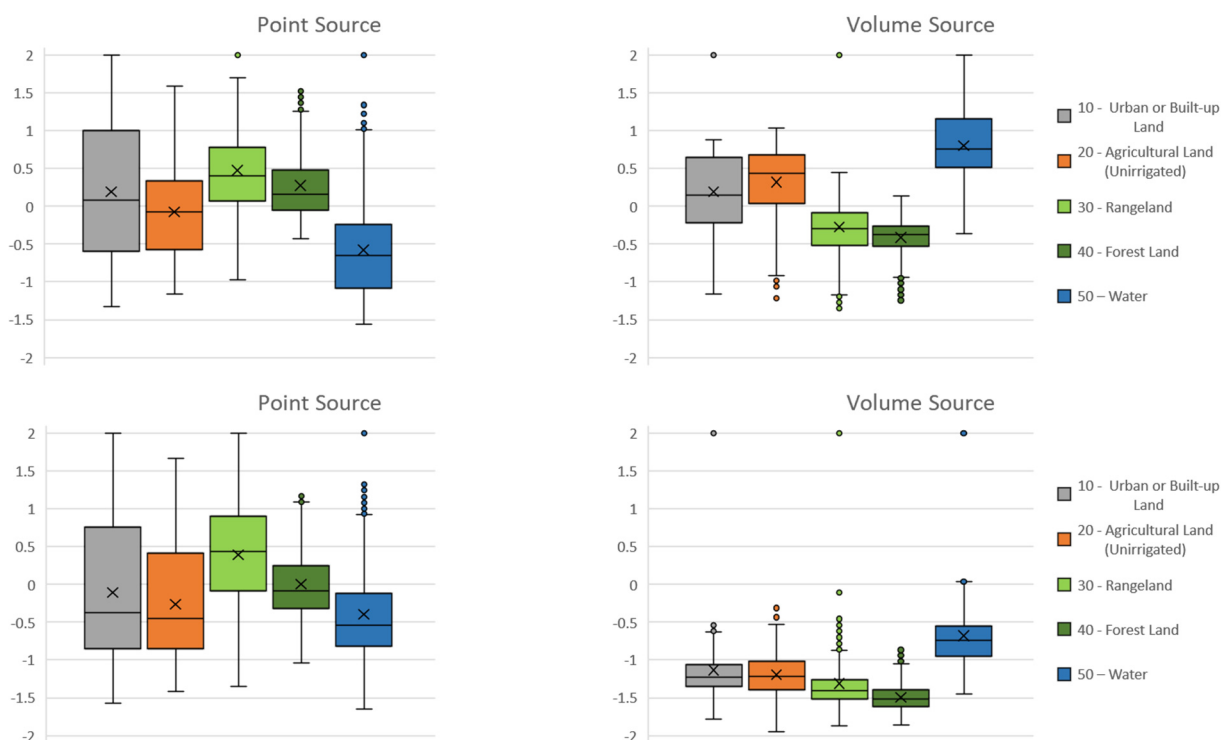 Point Source
2
1.5
1
0.5
0
-0.5
-1
-1.5
-2
Volume Source
2
1.5
1
0.5
0
-0.5
-1
-1.5
-2
10 - Urban or Built-up
Land
20 - Agricultural Land
(Unirrigated)
30 - Rangeland
40 - Forest Land
50 – Water
Point Source
2
1.5
1
0.5
0
-0.5
-1
-1.5
-2
Volume Source
2
1.5
1
0.5
0
-0.5
-1
-1.5
-2
10 - Urban or Built-up
Land
20 - Agricultural Land
(Unirrigated)
30 - Rangeland
40 - Forest Land
50 – Water